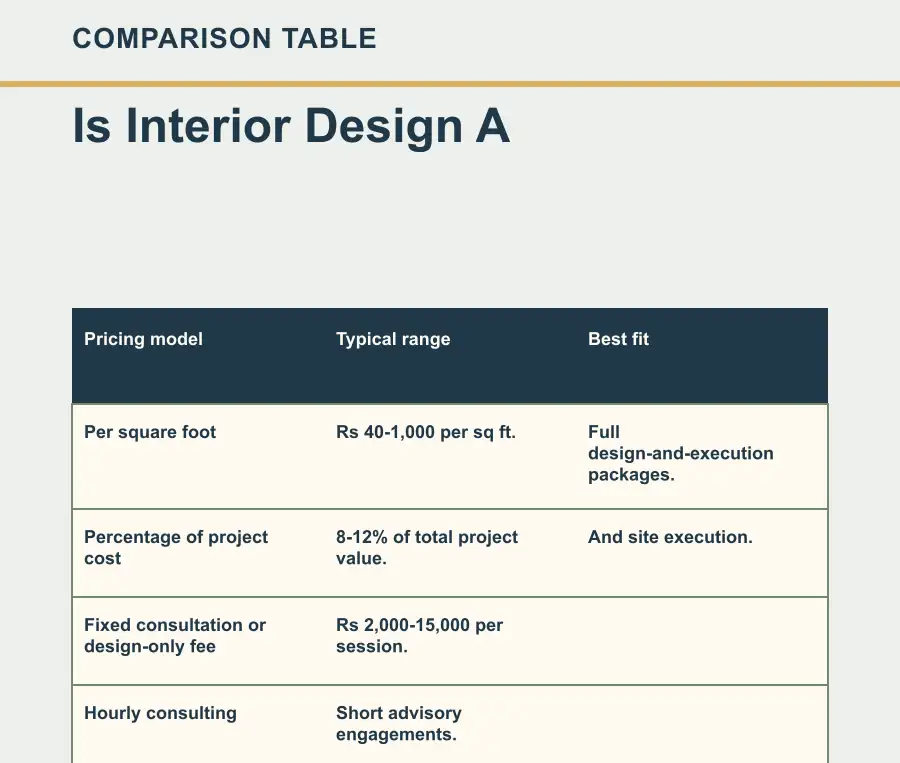 COMPARISON TABLE
Is Interior Design A
Pricing model
Typical range
Best fit
Per square foot
Rs 40-1,000 per sq ft.
Full
design-and-execution
packages.
Percentage of project
cost
8-12% of total project
value.
And site execution.
Fixed consultation or
design-only fee
Rs 2,000-15,000 per
session.
Hourly consulting
Short advisory
engagements.